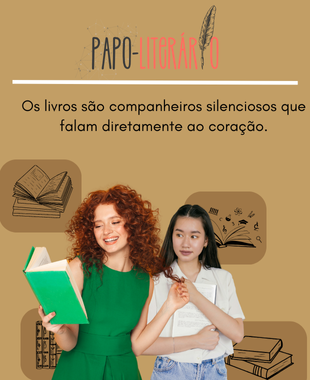 PAPO-LITERÁRIO
Os livros são companheiros silenciosos que
falam diretamente ao coração.